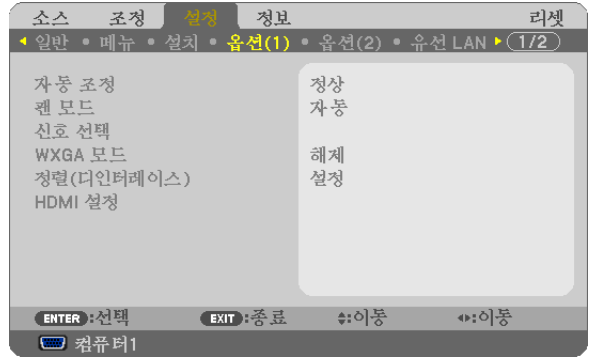 소스 조정 설정 정보 리셋
일반 • 메뉴 • 설치 • 옵션(1) • 옵션(2) • 유선 LAN 1/2
자동 조정 정상
팬 모드 자동
신호 선택
WXGA 모드 해제
정렬(디인터레이스) 설정
HDMI 설정
ENTER:선택 EXIT:종료 :이동 :이동
컴퓨터1